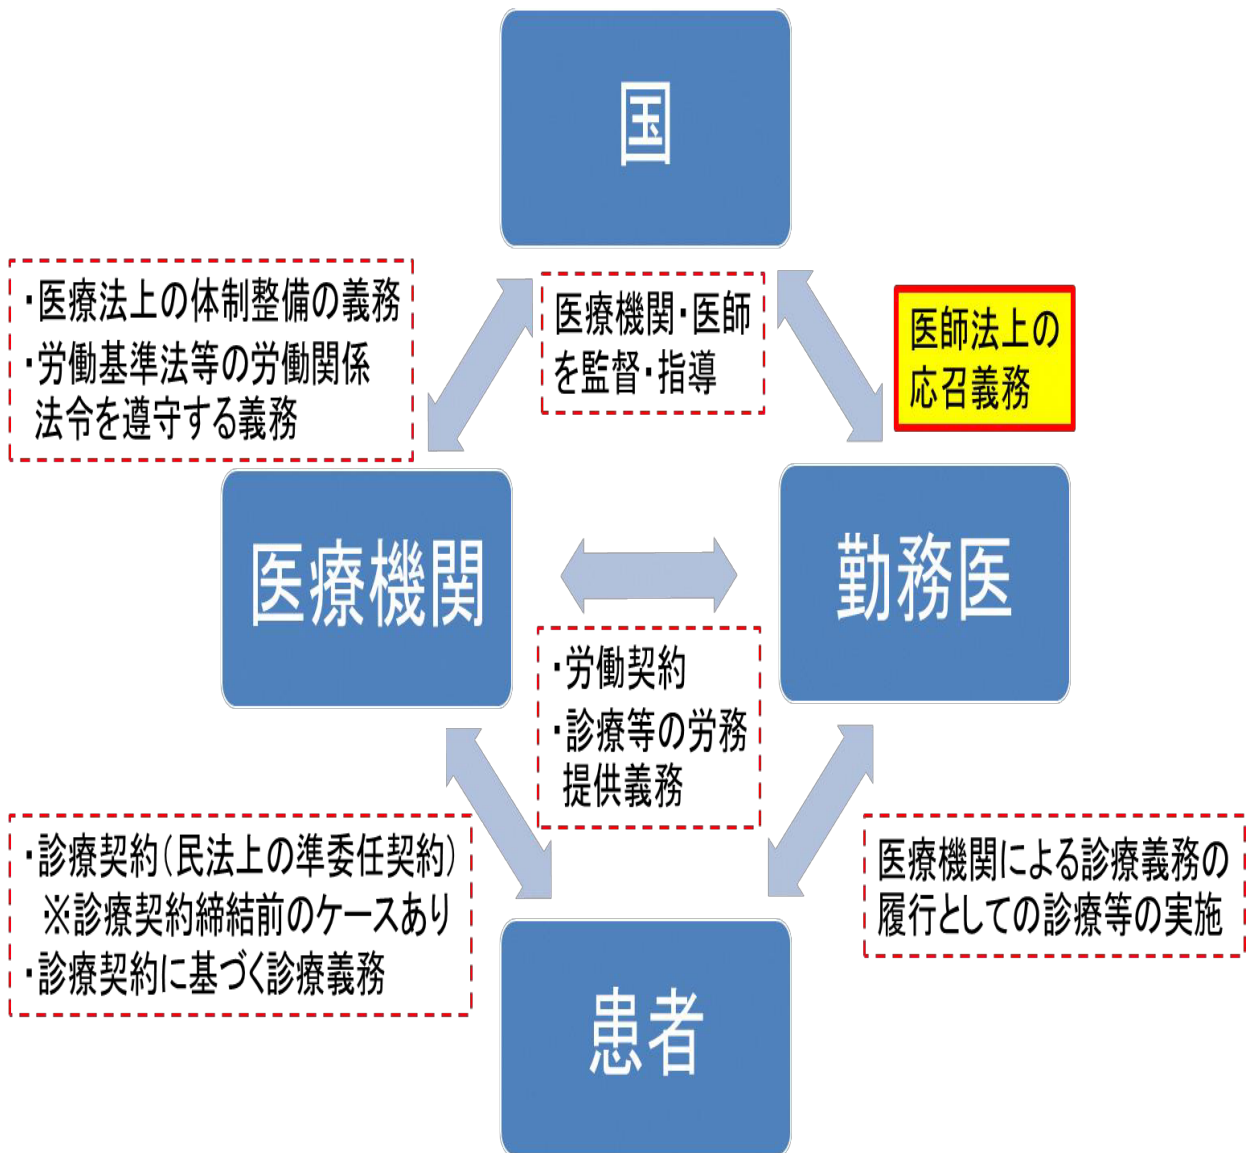 国
・医療法上の体制整備の義務
・労働基準法等の労働関係
法令を遵守する義務
医療機関・医師
を監督・指導
医師法上の
応召義務
医療機関
勤務医
・労働契約
・診療等の労務
提供義務
・診療契約（民法上の準委任契約）
※診療契約締結前のケースあり
・診療契約に基づく診療義務
医療機関による診療義務の
履行としての診療等の実施
患者